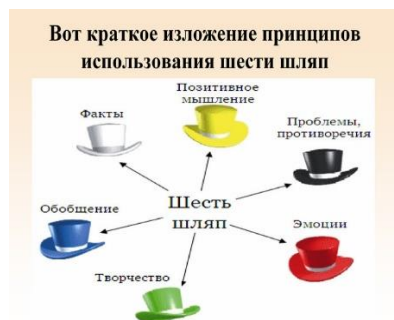 Вот краткое изложение принципов
использования шести шляп
Позитивное
мышление
Факты
Проблемы,
противоречия
Шесть
шляп
Обобщение
Эмоции
Творчество